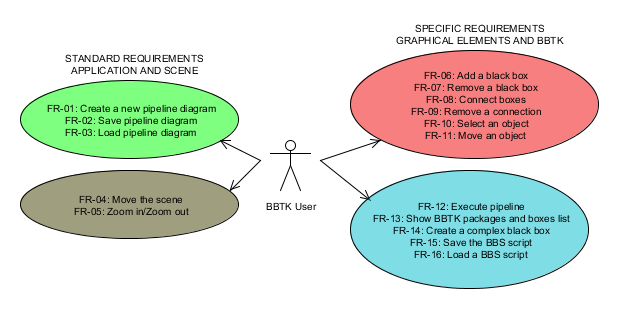 STANDARD REQUIREMENTS
APPLICATION AND SCENE
FR-01: Create a new pipeline diagram
FR-02: Save pipeline diagram
FR-03: Load pipeline diagram
FR-04: Move the scene
FR-05: Zoom in/Zoom out
BBTK User
SPECIFIC REQUIREMENTS
GRAPHICAL ELEMENTS AND BBTK
FR-06: Add a black box
FR-07: Remove a black box
FR-08: Connect boxes
FR-09: Remove a connection
FR-10: Select an object
FR-11: Move an object
FR-12: Execute pipeline
FR-13: Show BBTK packages and boxes list
FR-14: Create a complex black box
FR-15: Save the BBS script
FR-16: Load a BBS script